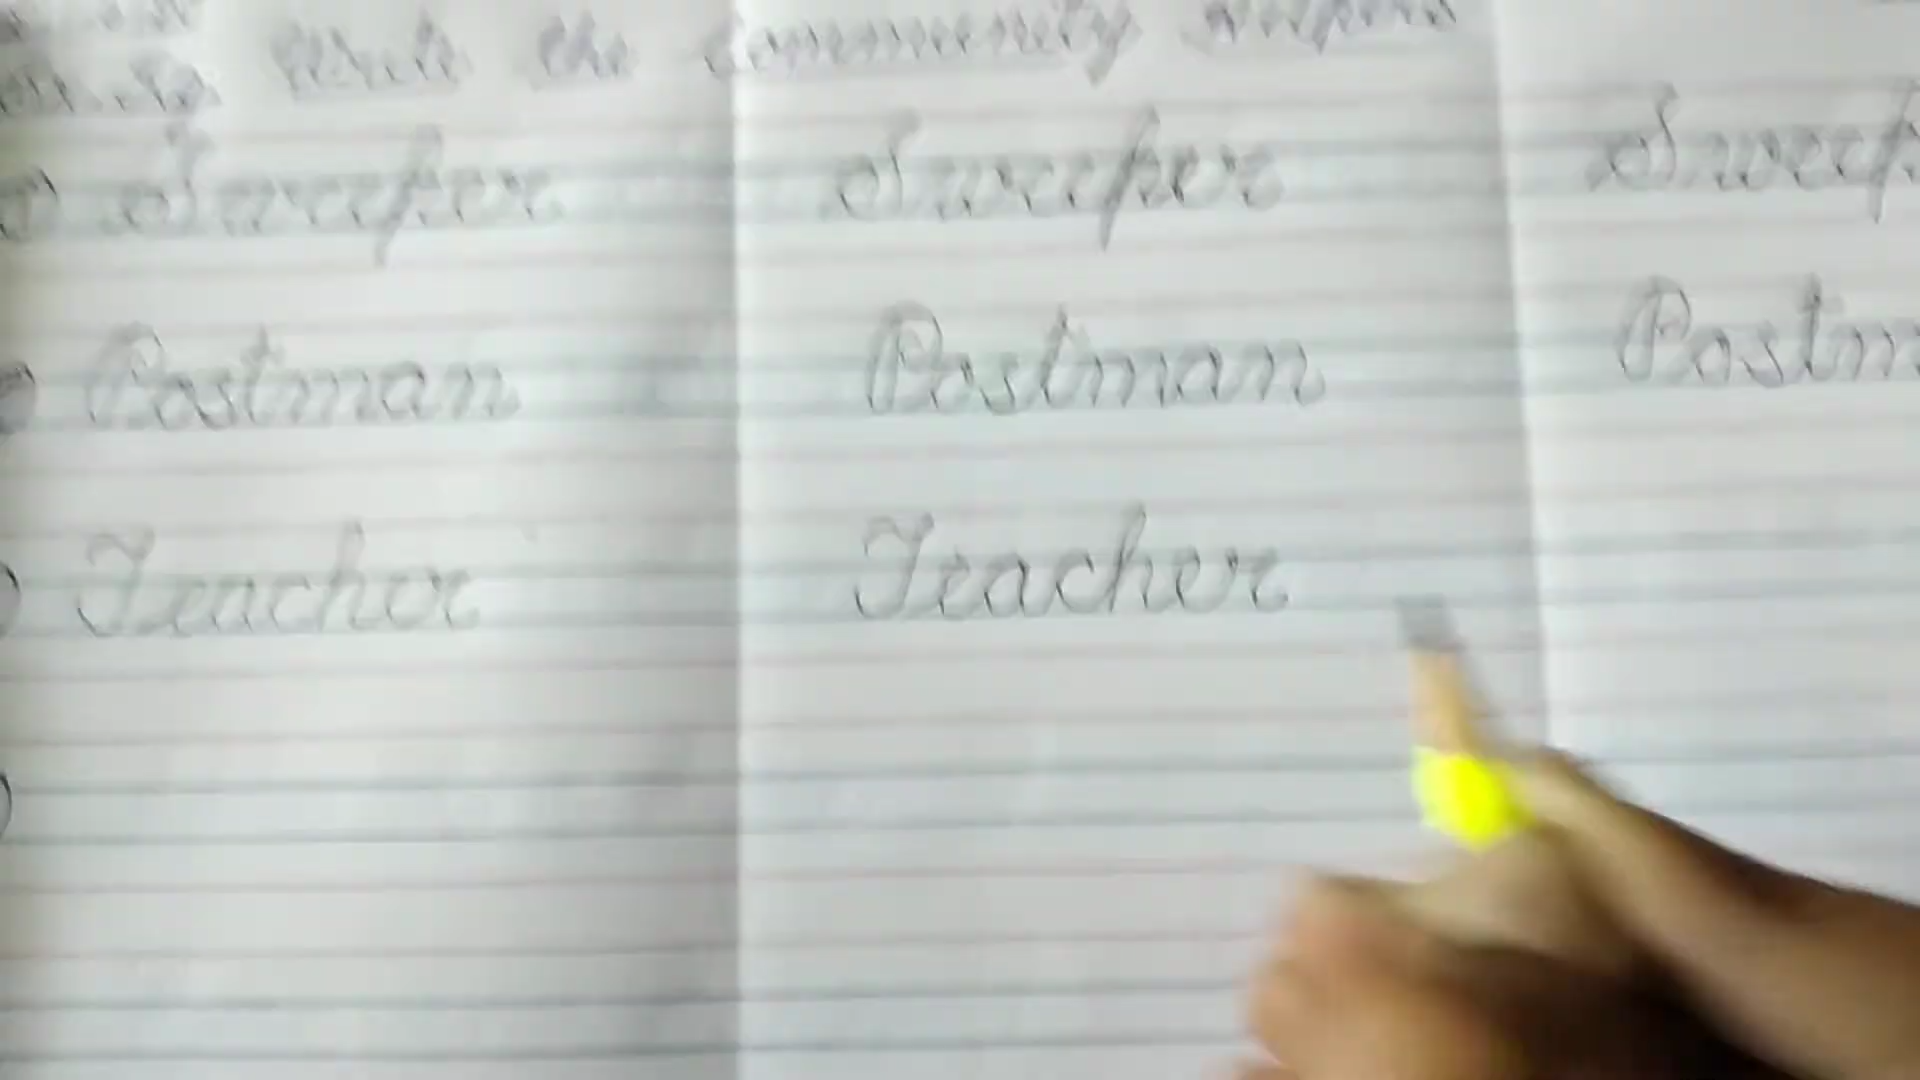 Write the community helpers
Sweeper Sweeper
Postman Postman
Teacher Teacher